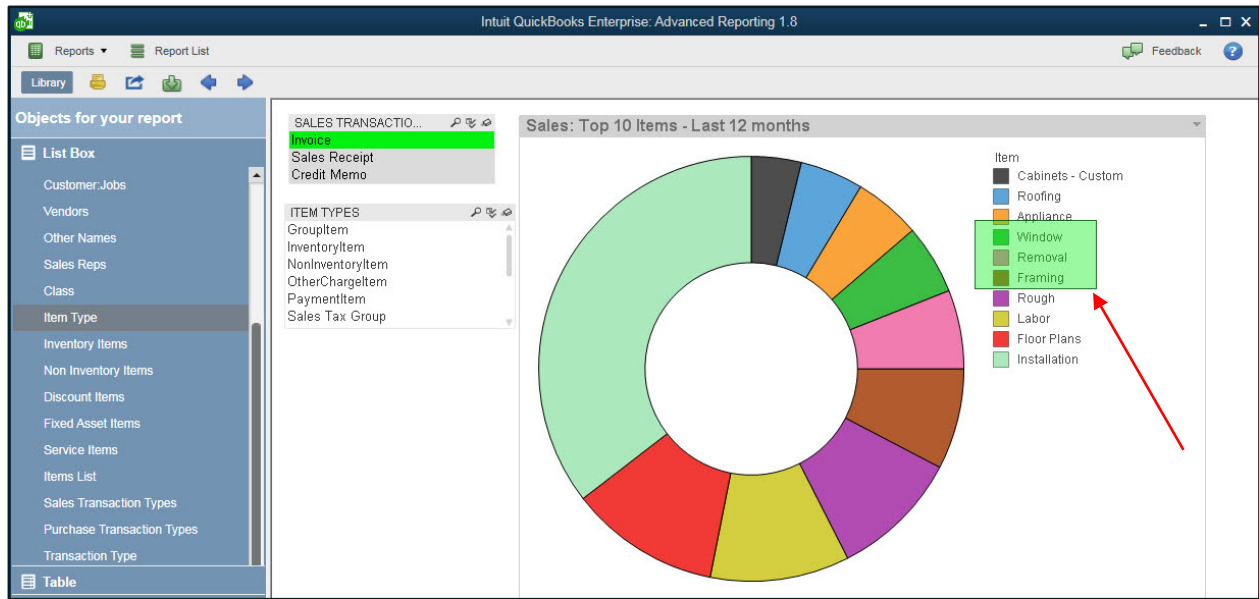 qb
Intuit QuickBooks Enterprise: Advanced Reporting 1.8
Reports
Report List
Feedback
?
Library
Objects for your report
List Box
Customer:Jobs
Vendors
Other Names
Sales Reps
Class
Item Type
Inventory Items
Non Inventory Items
Discount Items
Fixed Asset Items
Service Items
Items List
Sales Transaction Types
Purchase Transaction Types
Transaction Type
Table
SALES TRANSACTIO...
Invoice
Sales Receipt
Credit Memo
ITEM TYPES
GroupItem
InventoryItem
NonInventoryItem
OtherChargeItem
PaymentItem
Sales Tax Group
Sales: Top 10 Items - Last 12 months
Item
Cabinets - Custom
Roofing
Appliance
Window
Removal
Framing
Rough
Labor
Floor Plans
Installation